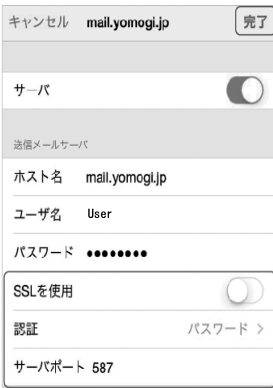 キャンセル mail.yomogi.jp 完了
サーバ
送信メールサーバ
ホスト名 mail.yomogi.jp
ユーザ名 User
パスワード ●●●●●●●●
SSLを使用
認証 パスワード >
サーバポート 587